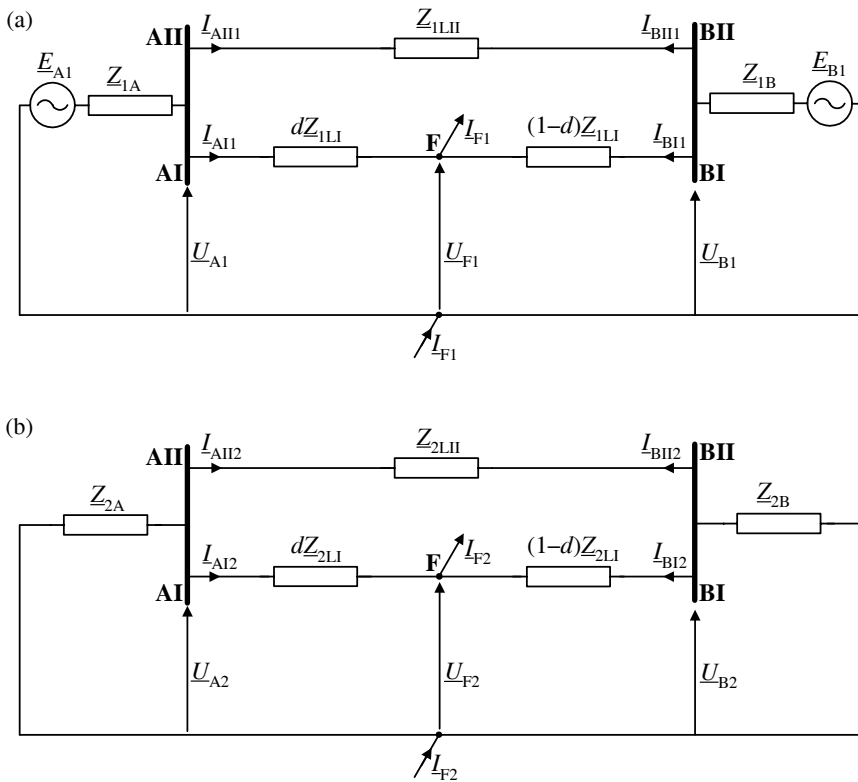 (a)
AII I_AII1 Z_1LII I_BII1 BII
E_A1 Z_1A Z_1B E_B1
I_AI1 dZ_1LI F I_F1 (1–d)Z_1LI I_BI1
AI BI
U_A1 U_F1 U_B1
I_F1
(b)
AII I_AII2 Z_2LII I_BII2 BII
Z_2A Z_2B
I_AI2 dZ_2LI F I_F2 (1–d)Z_2LI I_BI2
AI BI
U_A2 U_F2 U_B2
I_F2